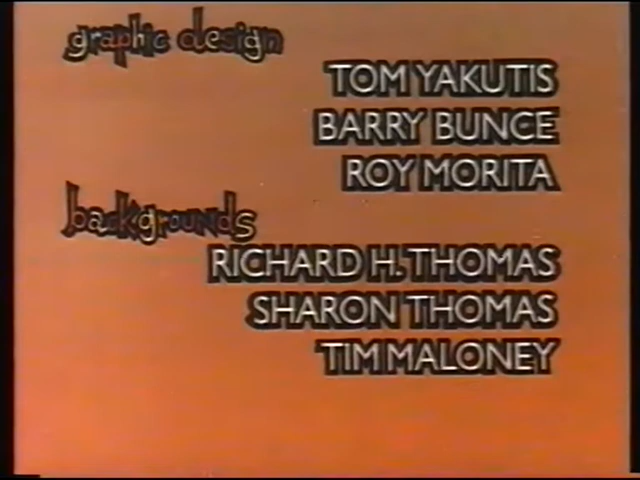 graphic design
TOM YAKUTIS
BARRY BUNCE
ROY MORITA
backgrounds
RICHARD H. THOMAS
SHARON THOMAS
TIM MALONEY